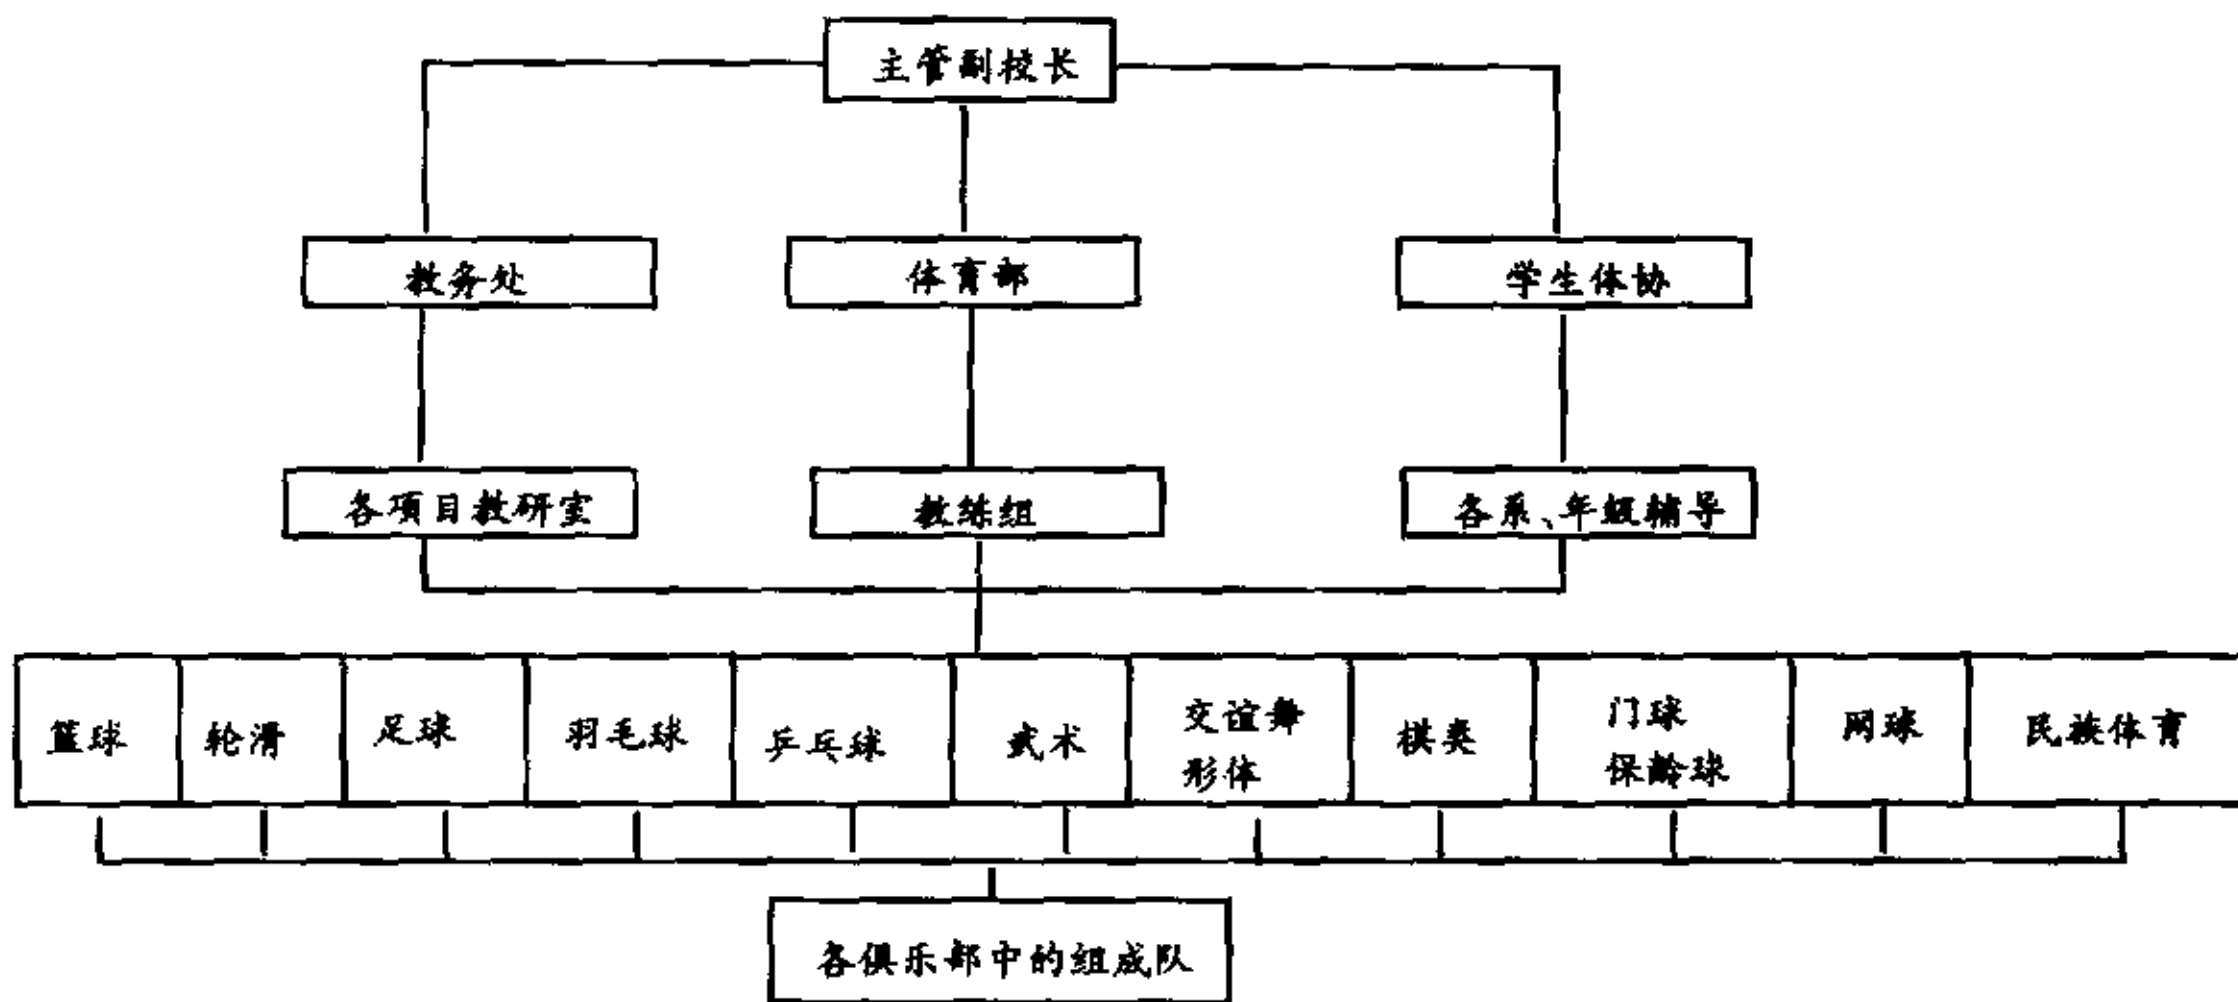 主管副校长
教务处
体育部
学生体协
各项目教研室
教练组
各系、年级辅导
篮球
轮滑
足球
羽毛球
乒乓球
武术
交谊舞
形体
棋类
门球
保龄球
网球
民族体育
各俱乐部中的组成队